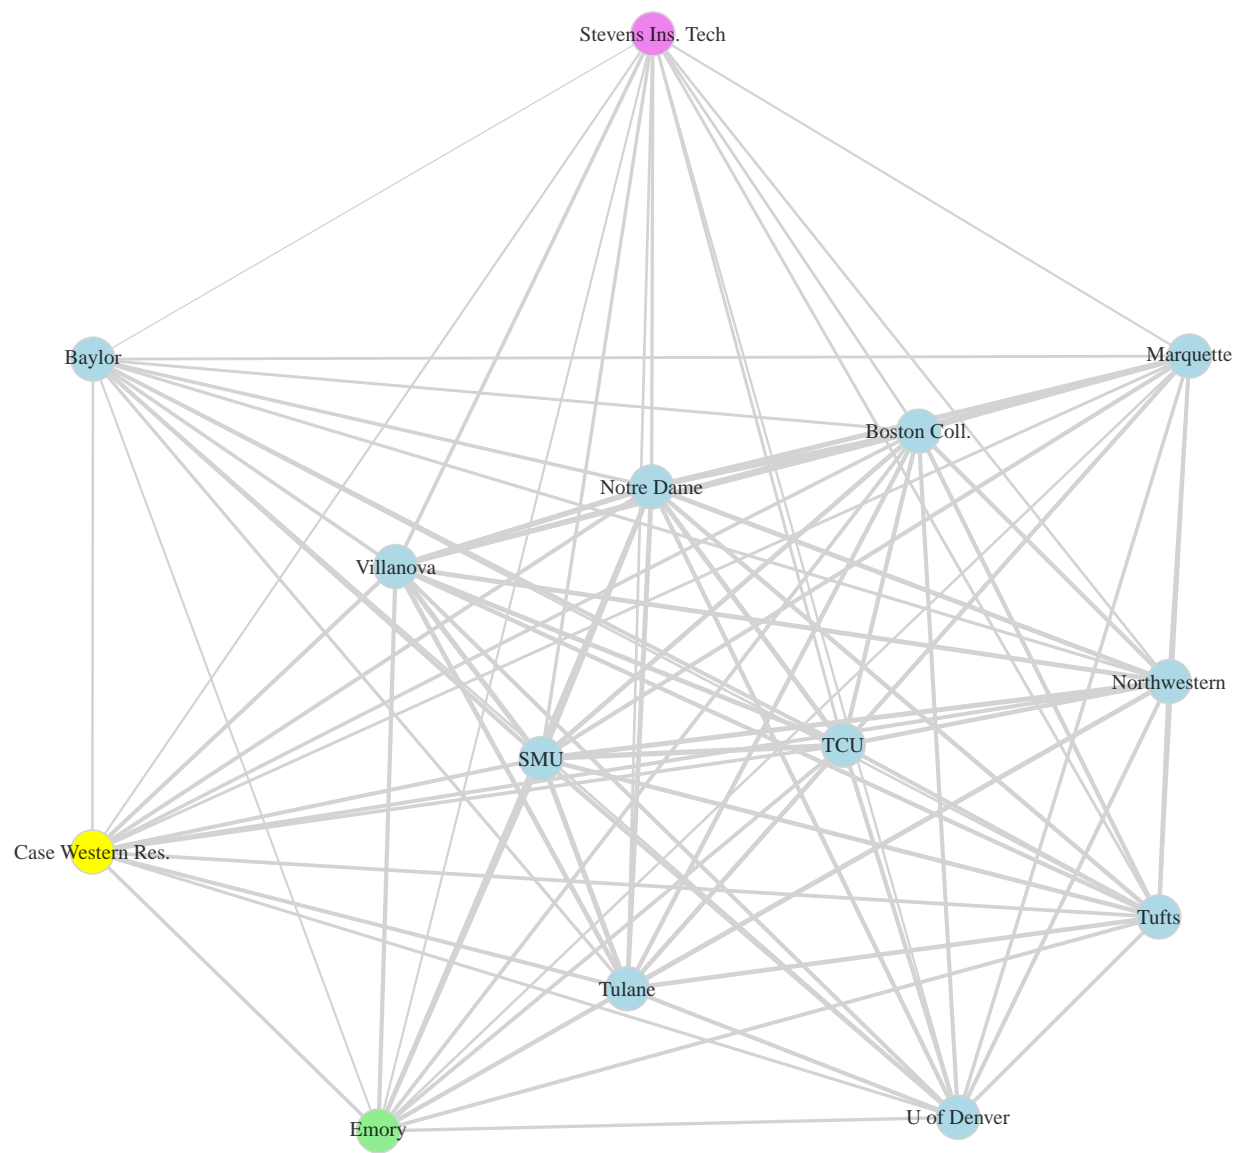 Stevens Ins. Tech
Baylor
Marquette
Boston Coll.
Notre Dame
Villanova
Northwestern
SMU
TCU
Case Western Res.
Tufts
Tulane
U of Denver
Emory